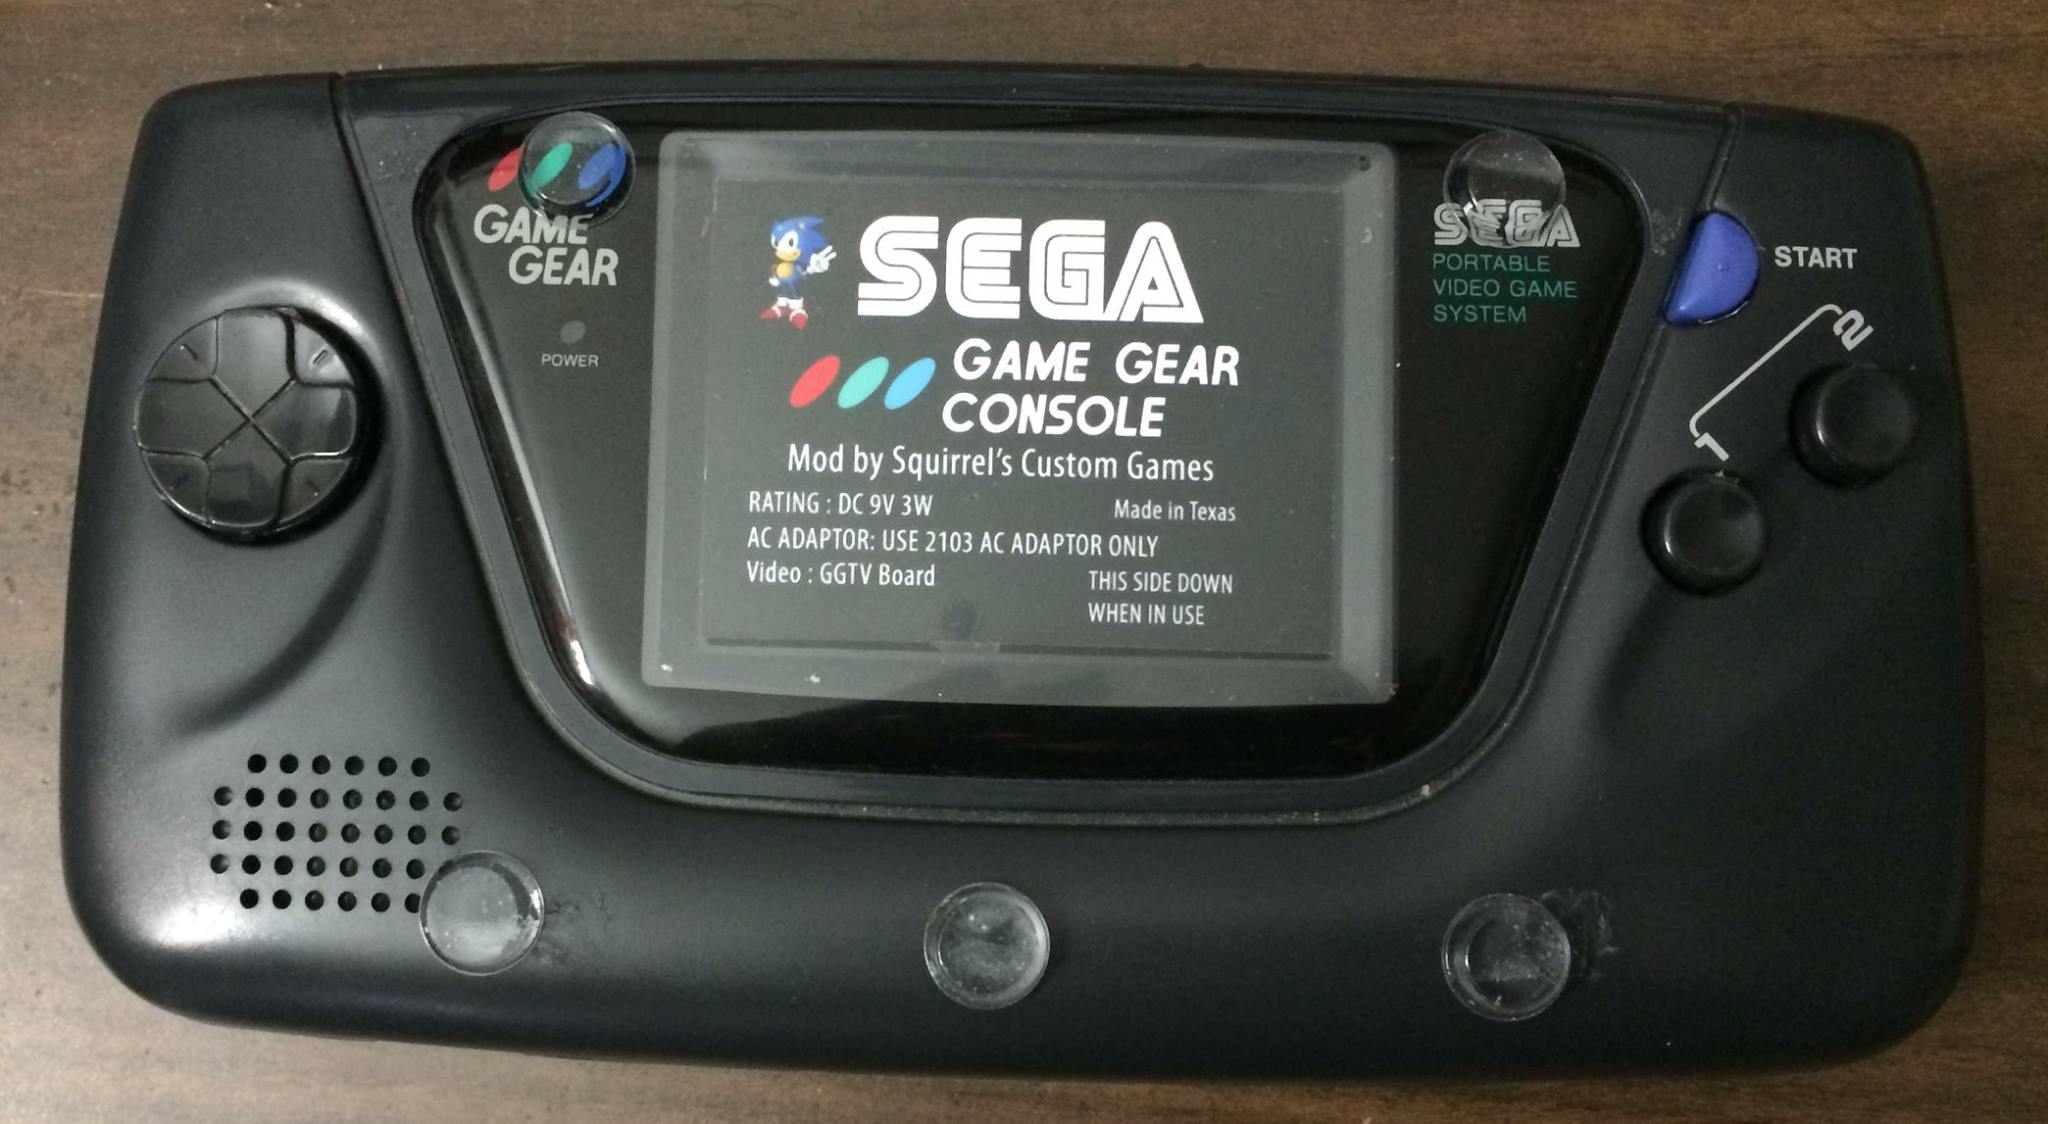 GAME
GEAR
POWER
SEGA
GAME GEAR
CONSOLE
Mod by Squirrel's Custom Games
RATING : DC 9V 3W
Made in Texas
AC ADAPTOR: USE 2103 AC ADAPTOR ONLY
Video : GGTV Board
THIS SIDE DOWN
WHEN IN USE
SEGA
PORTABLE
VIDEO GAME
SYSTEM
START
2
1